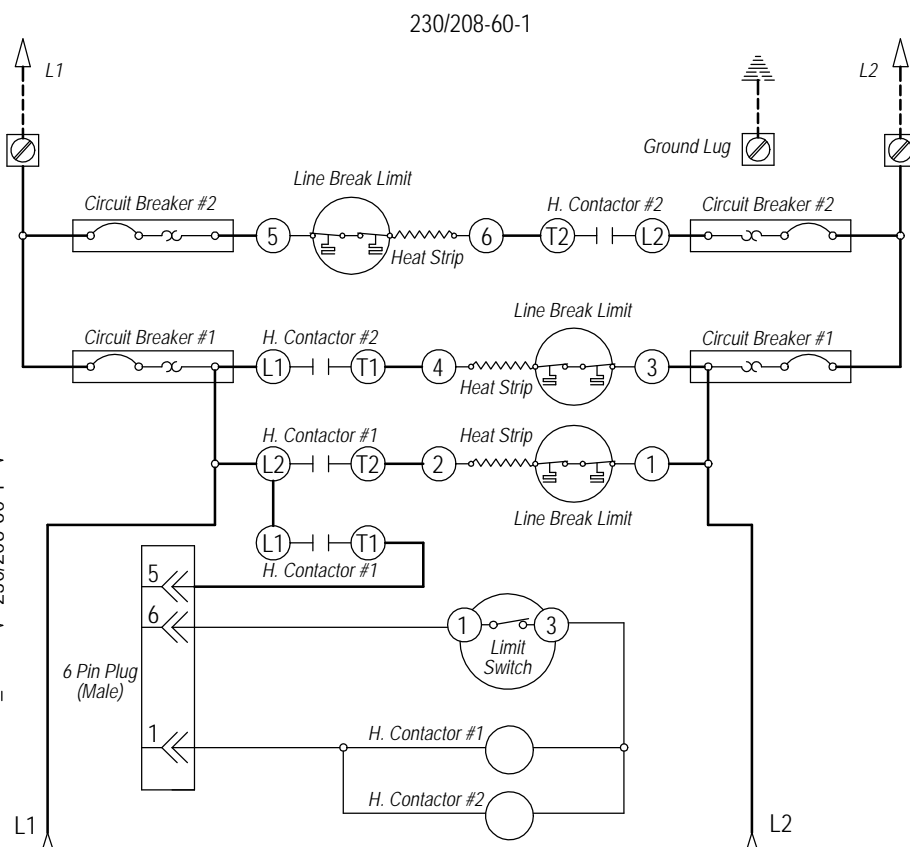 230/208-60-1
L1
L2
Ground Lug
Line Break Limit
Circuit Breaker #2
H. Contactor #2
Circuit Breaker #2
5
6
T2
L2
Heat Strip
Line Break Limit
Circuit Breaker #1
H. Contactor #2
Circuit Breaker #1
L1
T1
4
3
Heat Strip
H. Contactor #1
Heat Strip
L2
T2
2
1
Line Break Limit
L1
T1
H. Contactor #1
5
6
1
3
Limit
Switch
6 Pin Plug
(Male)
1
H. Contactor #1
H. Contactor #2
L1
L2